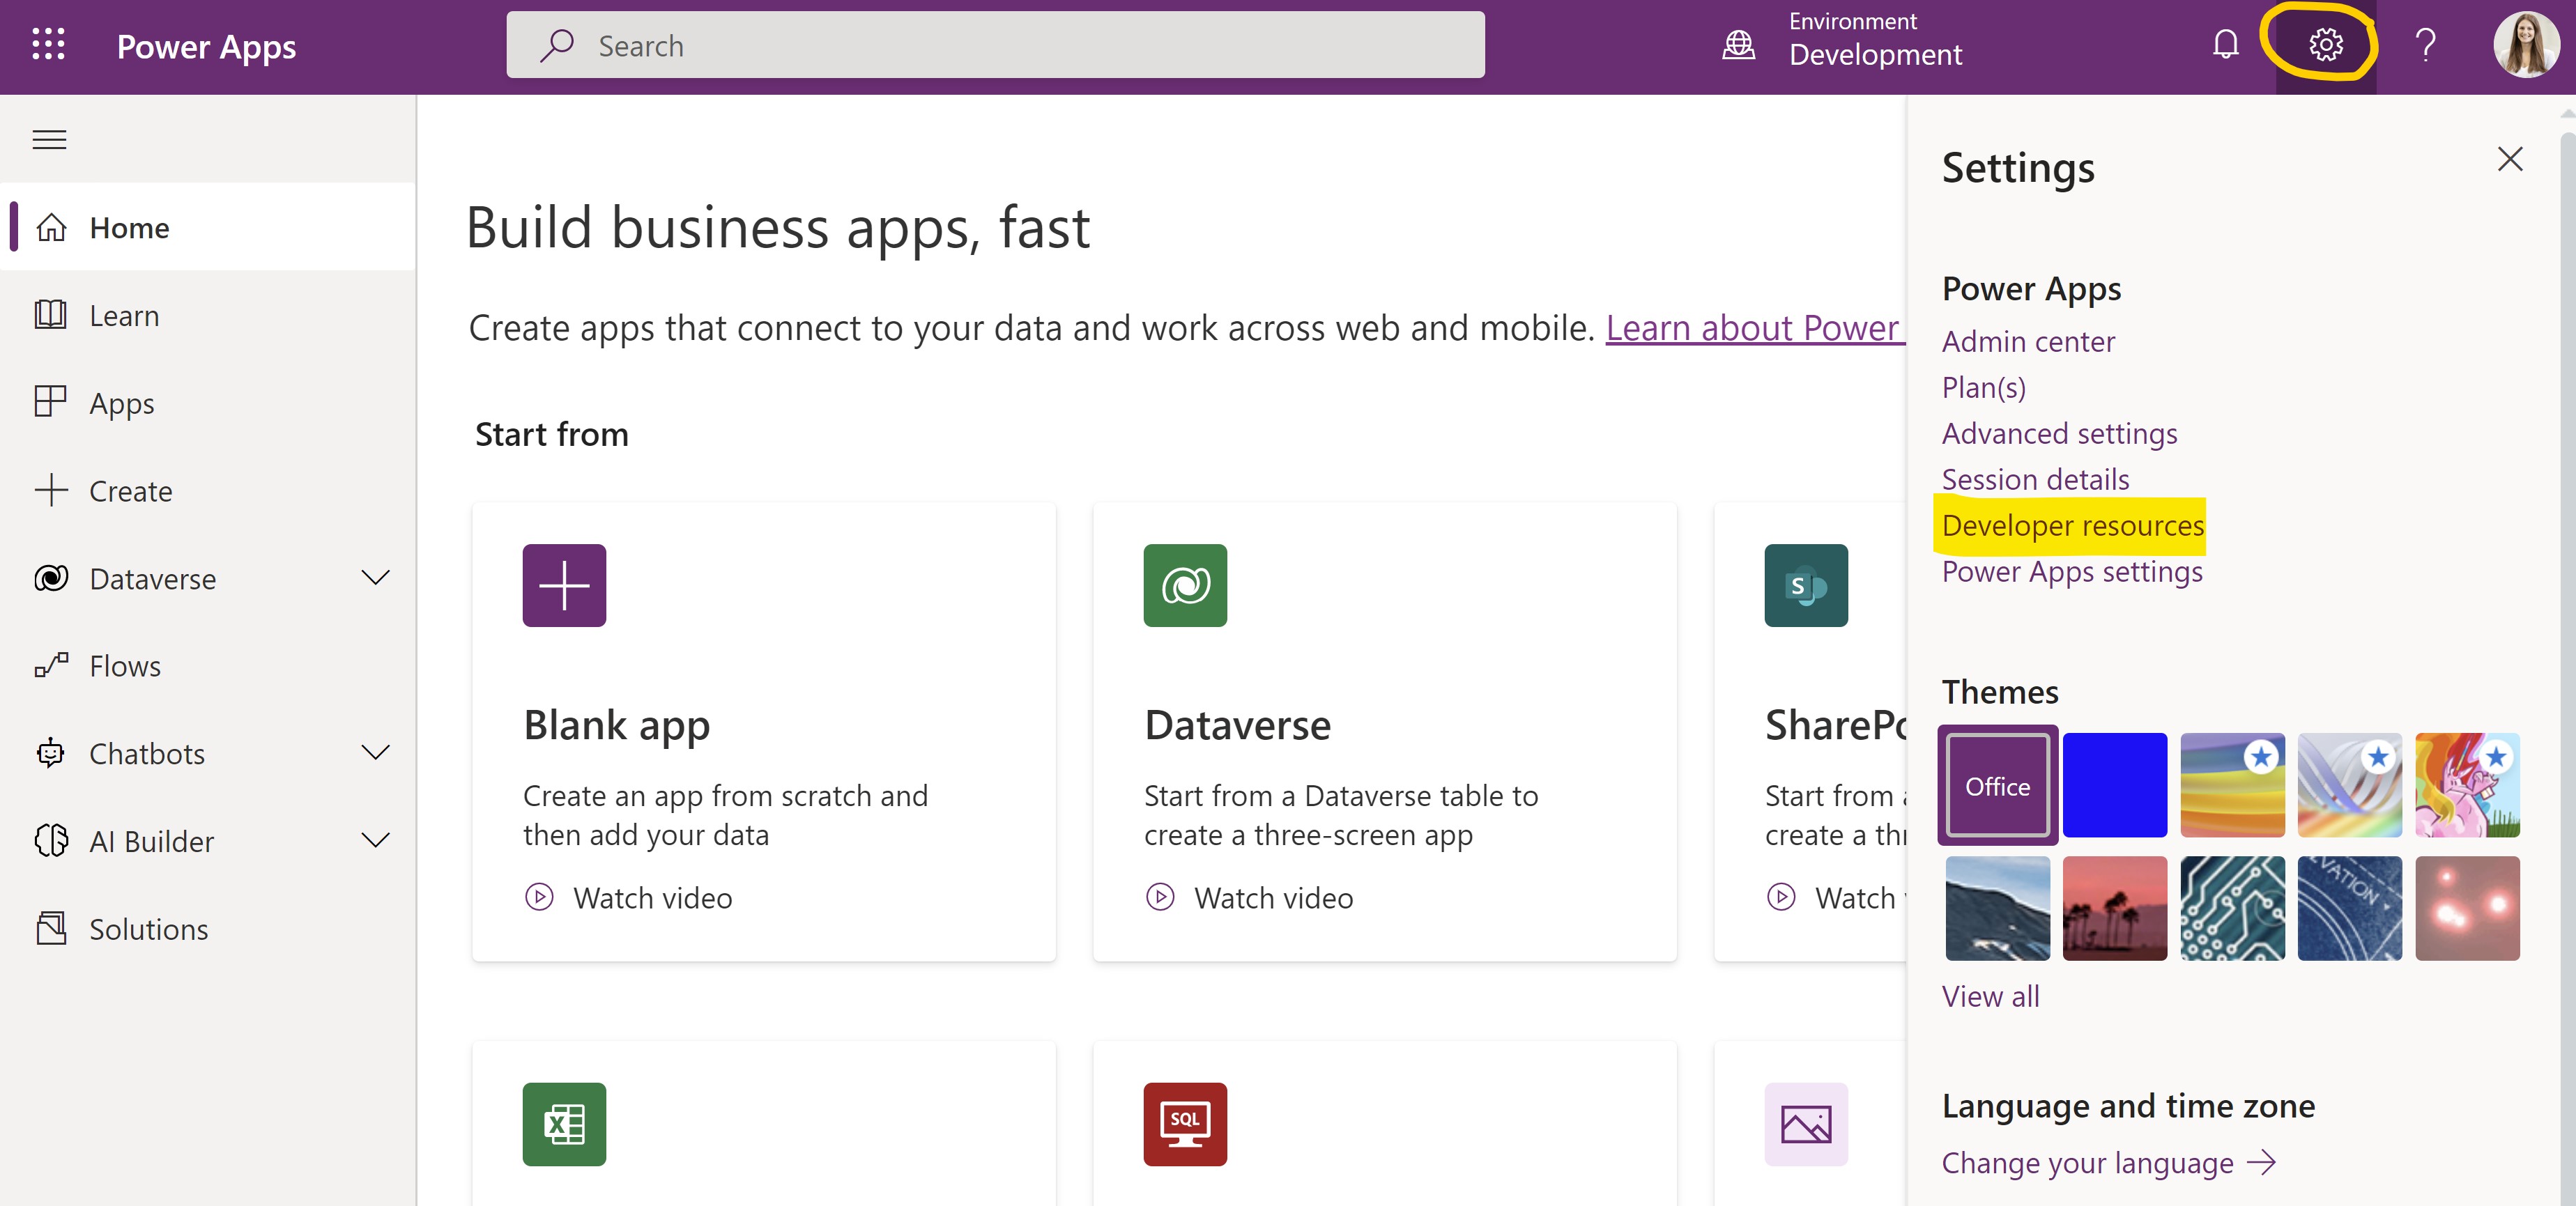 Power Apps
Search
Environment
Development
Home
Learn
Apps
Create
Dataverse
Flows
Chatbots
AI Builder
Solutions
Build business apps, fast
Create apps that connect to your data and work across web and mobile. Learn about Power
Start from
Blank app
Create an app from scratch and
then add your data
Watch video
Dataverse
Start from a Dataverse table to
create a three-screen app
Watch video
S
SharePo
Start from
create a
Watch
X
SQL
Settings
Power Apps
Admin center
Plan(s)
Advanced settings
Session details
Developer resources
Power Apps settings
Themes
Office
VATION
View all
Language and time zone
Change your language